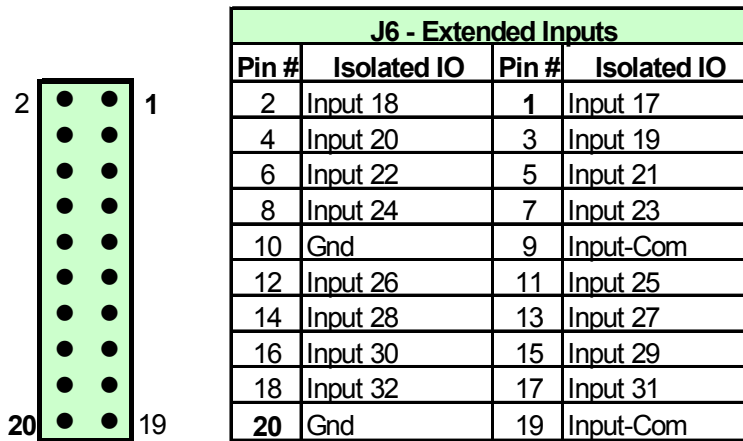 J6 - Extended Inputs
Pin # Isolated IO Pin # Isolated IO
2 1 2 Input 18 1 Input 17
4 Input 20 3 Input 19
6 Input 22 5 Input 21
8 Input 24 7 Input 23
10 Gnd 9 Input-Com
12 Input 26 11 Input 25
14 Input 28 13 Input 27
16 Input 30 15 Input 29
18 Input 32 17 Input 31
20 19 20 Gnd 19 Input-Com